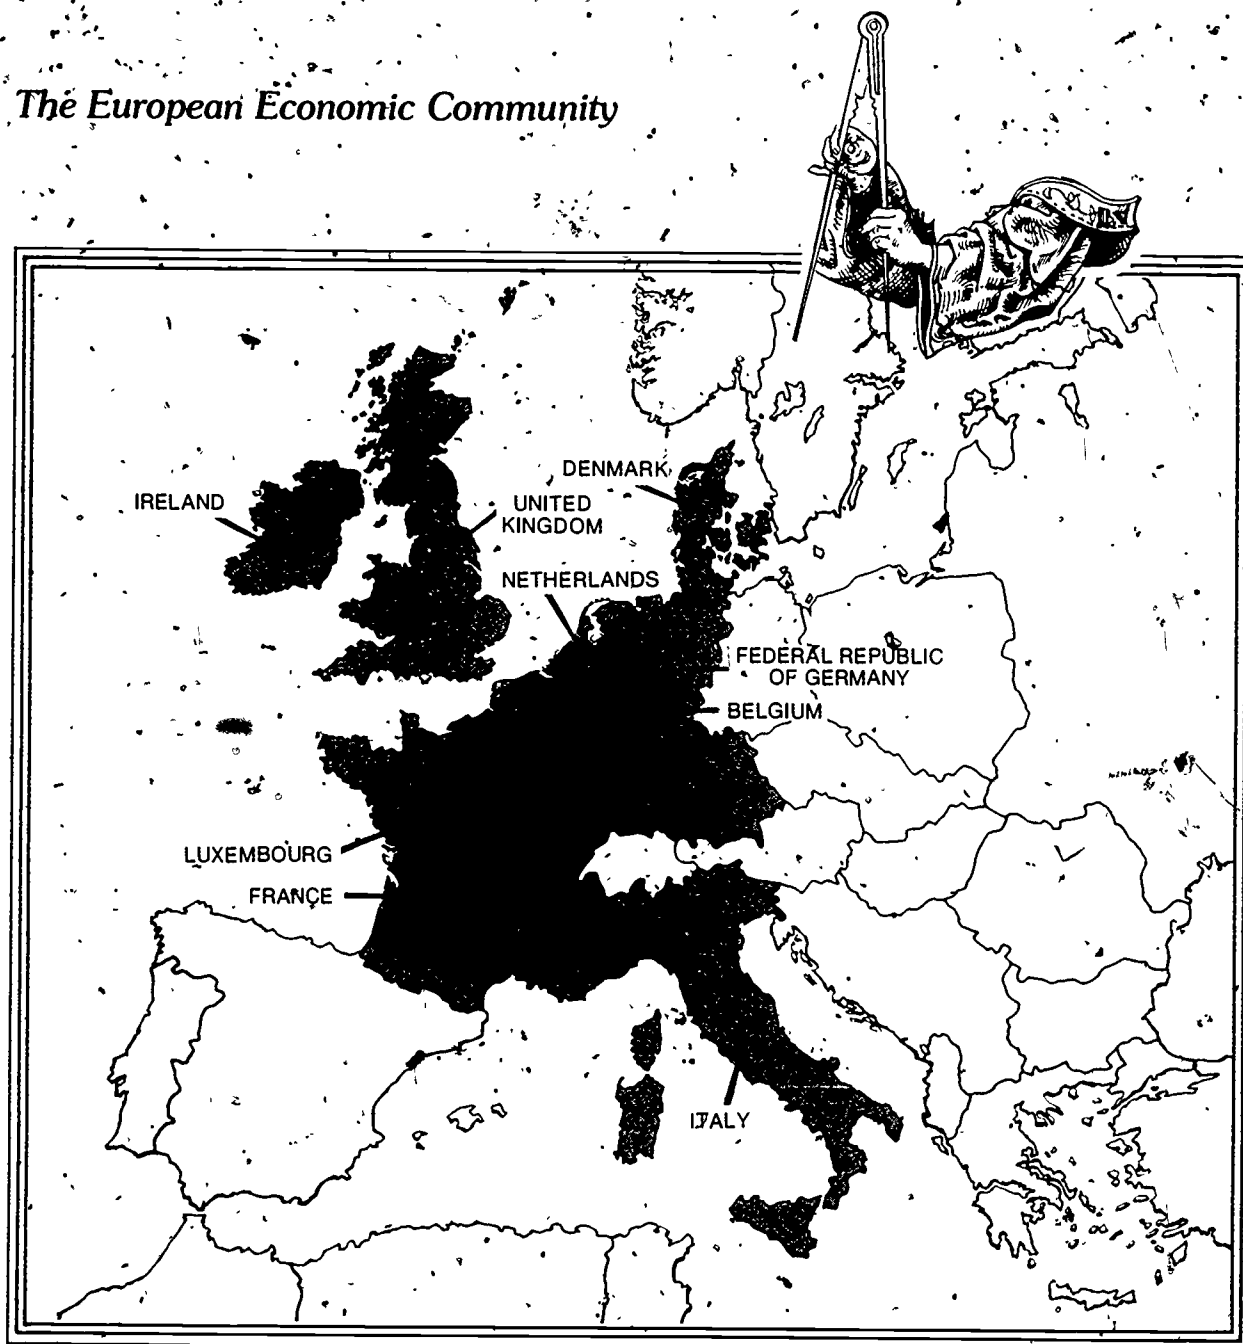 The European Economic Community
DENMARK
IRELAND
UNITED
KINGDOM
NETHERLANDS
FEDERAL REPUBLIC
OF GERMANY
BELGIUM
LUXEMBOURG
FRANCE
ITALY